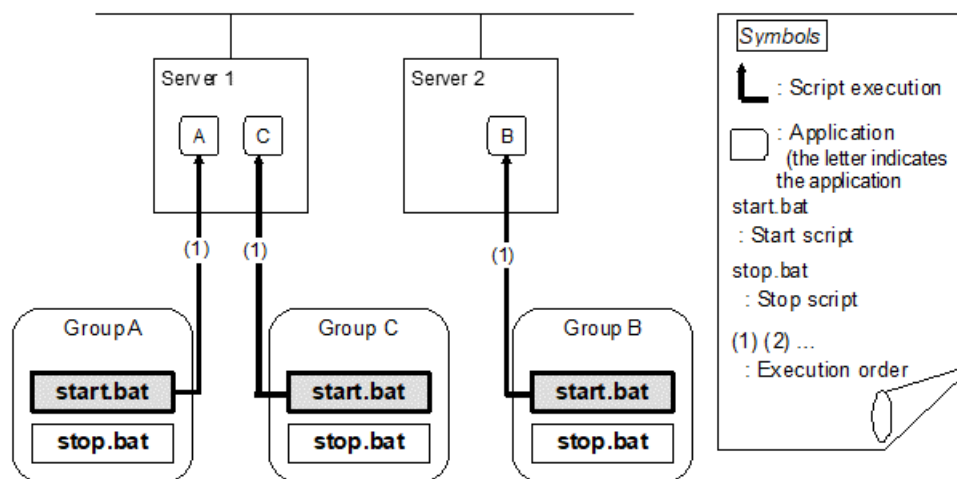 Server 1
Server 2
A
C
B
(1)
(1)
(1)
Group A
start.bat
stop.bat
Group C
start.bat
stop.bat
Group B
start.bat
stop.bat
Symbols
: Script execution
: Application
(the letter indicates
the application
start.bat
: Start script
stop.bat
: Stop script
(1) (2) ...
: Execution order